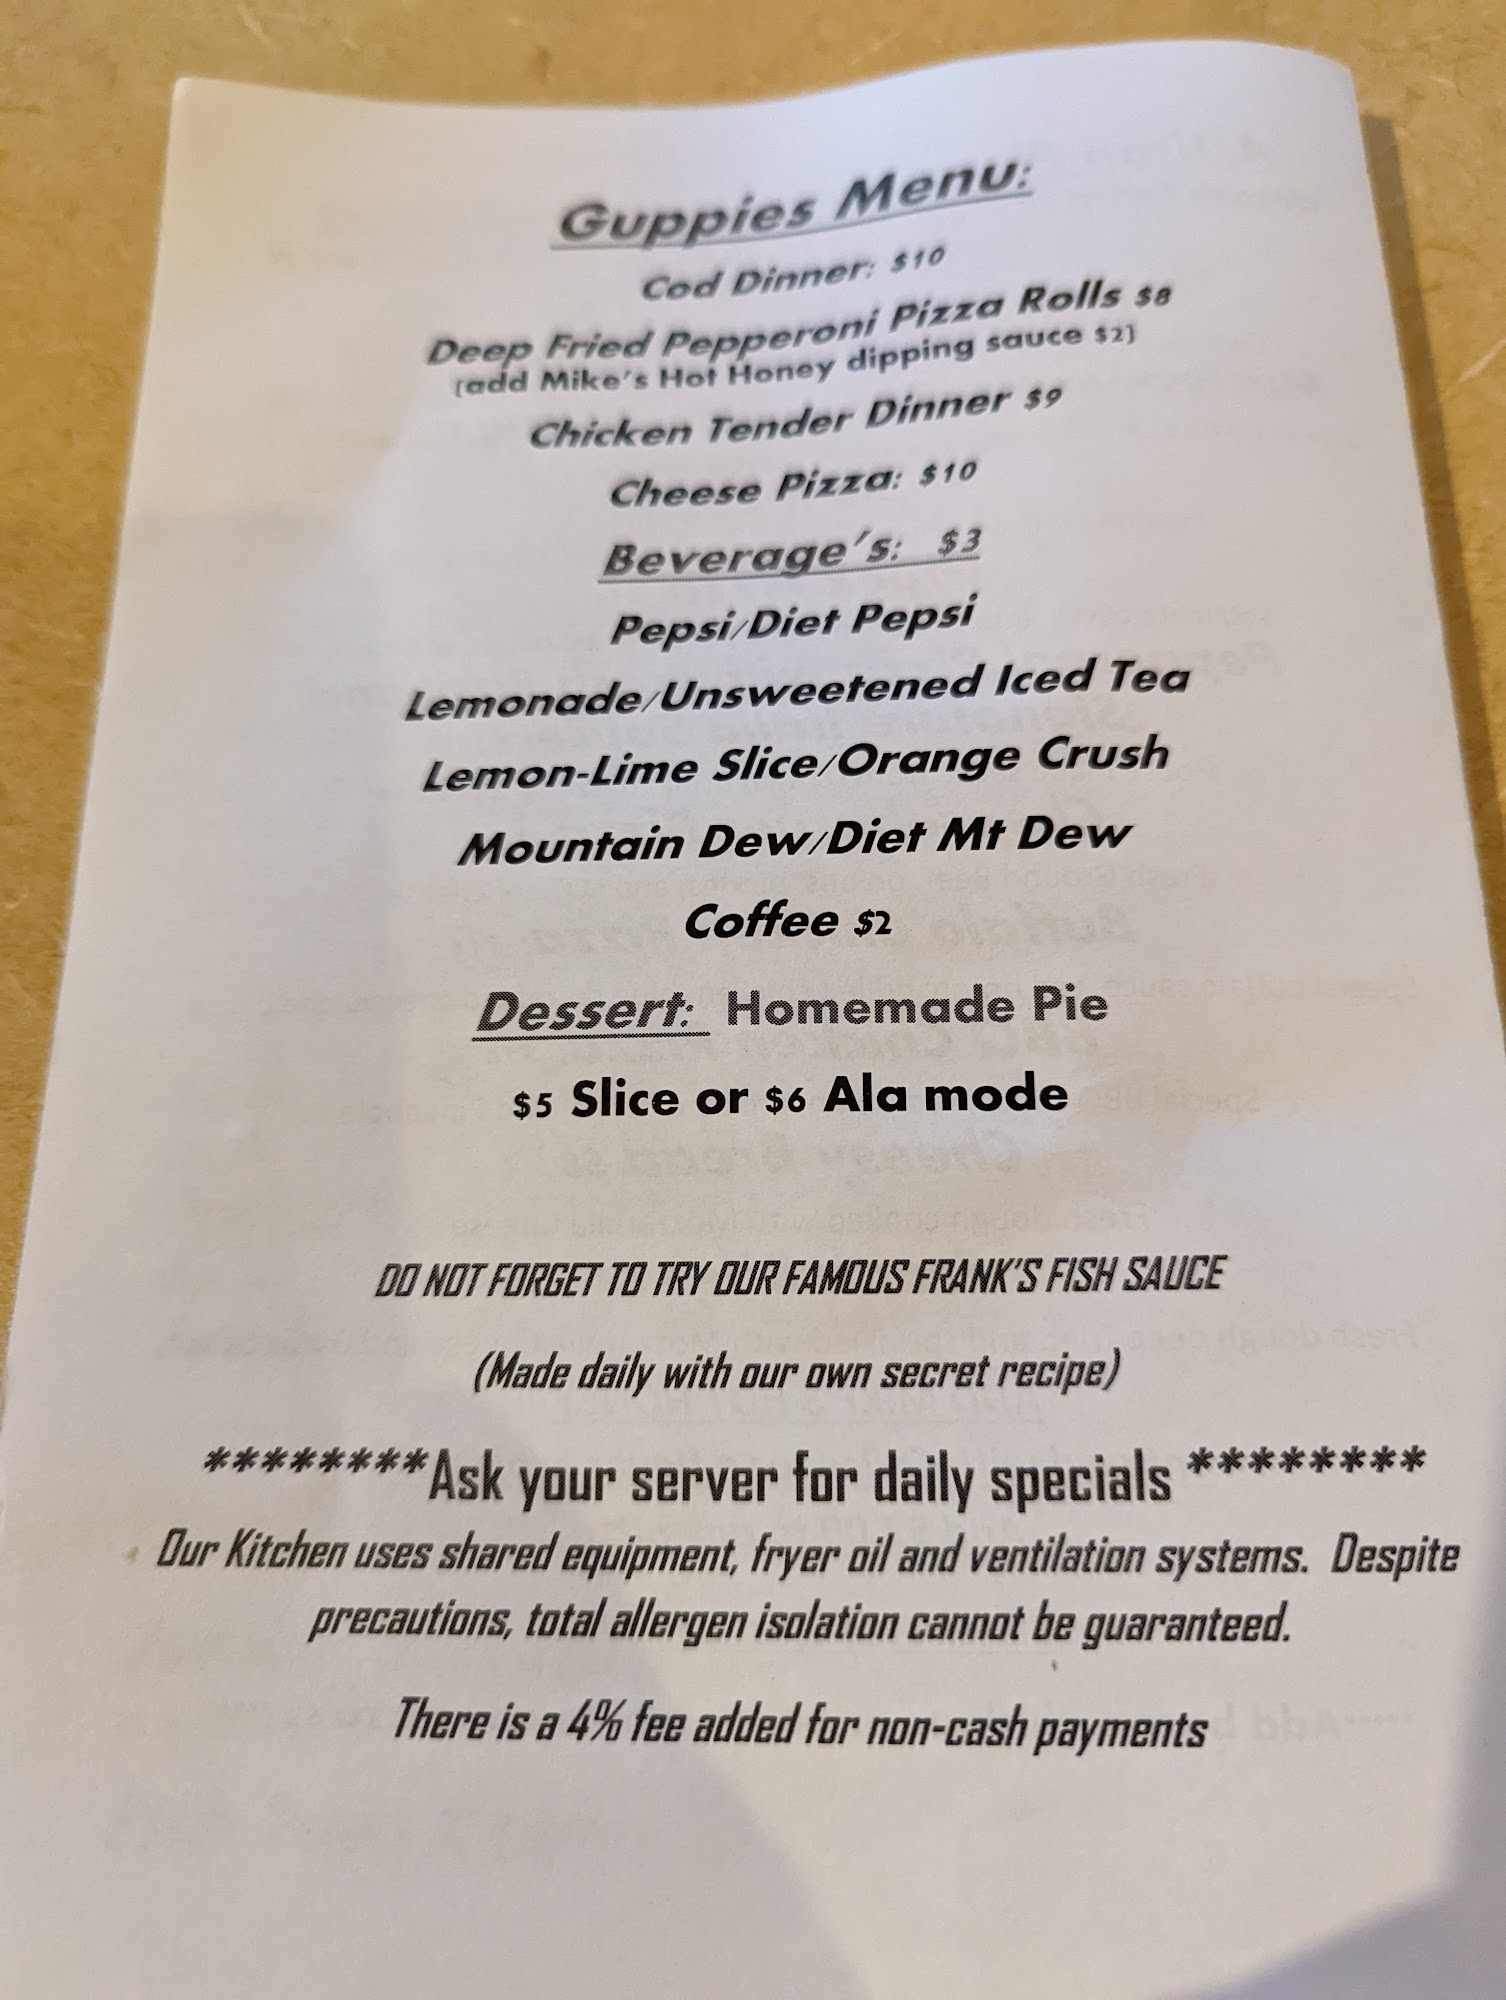 Guppies Menu:
Cod Dinner: $10
Deep Fried Pepperoni Pizza Rolls $8
(add Mike's Hot Honey dipping sauce $2)
Chicken Tender Dinner $9
Cheese Pizza: $10
Beverage's: $3
Pepsi/Diet Pepsi
Lemonade/Unsweetened Iced Tea
Lemon-Lime Slice/Orange Crush
Mountain Dew/Diet Mt Dew
Coffee $2
Dessert: Homemade Pie
$5 Slice or $6 Ala mode
DO NOT FORGET TO TRY OUR FAMOUS FRANK'S FISH SAUCE
(Made daily with our own secret recipe)
********Ask your server for daily specials ********
Our Kitchen uses shared equipment, fryer oil and ventilation systems. Despite
precautions, total allergen isolation cannot be guaranteed.
There is a 4% fee added for non-cash payments